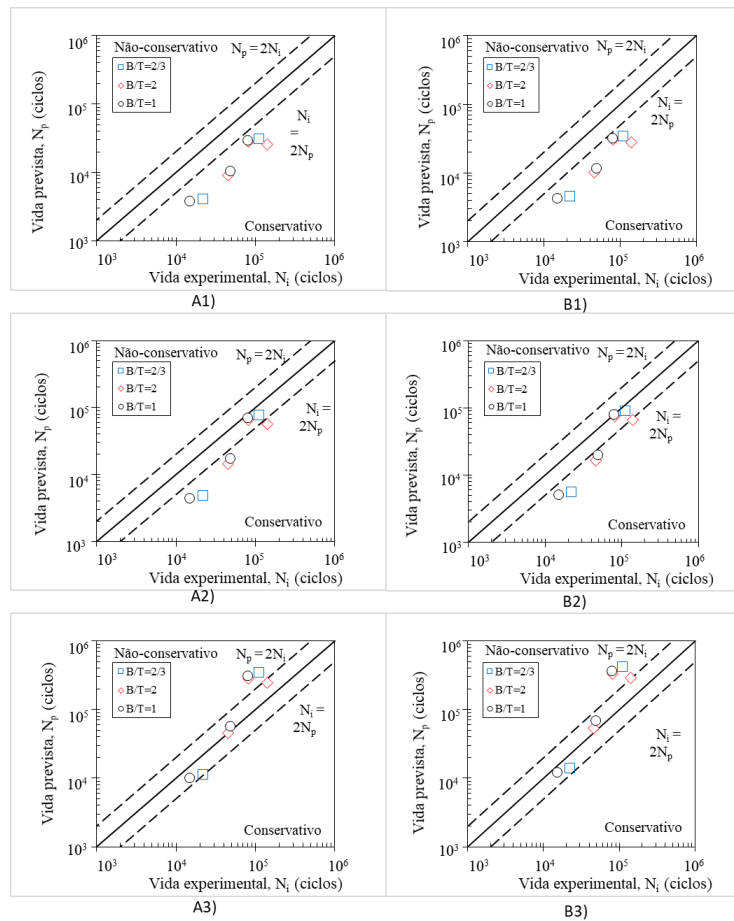 10⁶
Não-conservativo
Nₚ = 2Nᵢ
B/T=2/3
B/T=2
B/T=1
10⁵
Nᵢ
=
2Nₚ
10⁴
Conservativo
10³
10³ 10⁴ 10⁵ 10⁶
Vida prevista, Nₚ (ciclos)
Vida experimental, Nᵢ (ciclos)
A1)
10⁶
Não-conservativo
Nₚ = 2Nᵢ
B/T=2/3
B/T=2
B/T=1
10⁵
Nᵢ =
2Nₚ
10⁴
Conservativo
10³
10³ 10⁴ 10⁵ 10⁶
Vida prevista, Nₚ (ciclos)
Vida experimental, Nᵢ (ciclos)
B1)
10⁶
Não-conservativo
Nₚ = 2Nᵢ
B/T=2/3
B/T=2
B/T=1
10⁵
Nᵢ =
2Nₚ
10⁴
Conservativo
10³
10³ 10⁴ 10⁵ 10⁶
Vida prevista, Nₚ (ciclos)
Vida experimental, Nᵢ (ciclos)
A2)
10⁶
Não-conservativo
Nₚ = 2Nᵢ
B/T=2/3
B/T=2
B/T=1
10⁵
Nᵢ =
2Nₚ
10⁴
Conservativo
10³
10³ 10⁴ 10⁵ 10⁶
Vida prevista, Nₚ (ciclos)
Vida experimental, Nᵢ (ciclos)
B2)
10⁶
Não-conservativo
Nₚ = 2Nᵢ
B/T=2/3
B/T=2
B/T=1
10⁵
Nᵢ =
2Nₚ
10⁴
Conservativo
10³
10³ 10⁴ 10⁵ 10⁶
Vida prevista, Nₚ (ciclos)
Vida experimental, Nᵢ (ciclos)
A3)
10⁶
Não-conservativo
Nₚ = 2Nᵢ
B/T=2/3
B/T=2
B/T=1
10⁵
Nᵢ =
2Nₚ
10⁴
Conservativo
10³
10³ 10⁴ 10⁵ 10⁶
Vida prevista, Nₚ (ciclos)
Vida experimental, Nᵢ (ciclos)
B3)